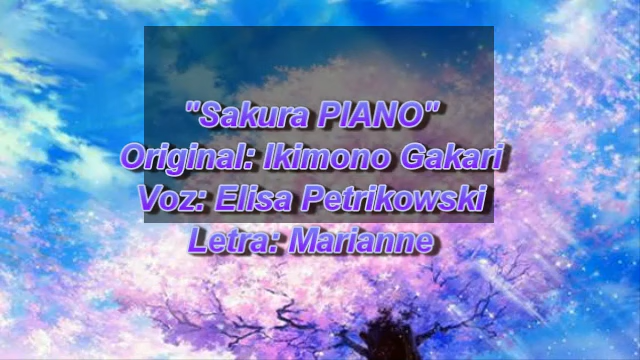 "Sakura PIANO"
Original: Ikimono Gakari
Voz: Elisa Petrikowski
Letra: Marianne